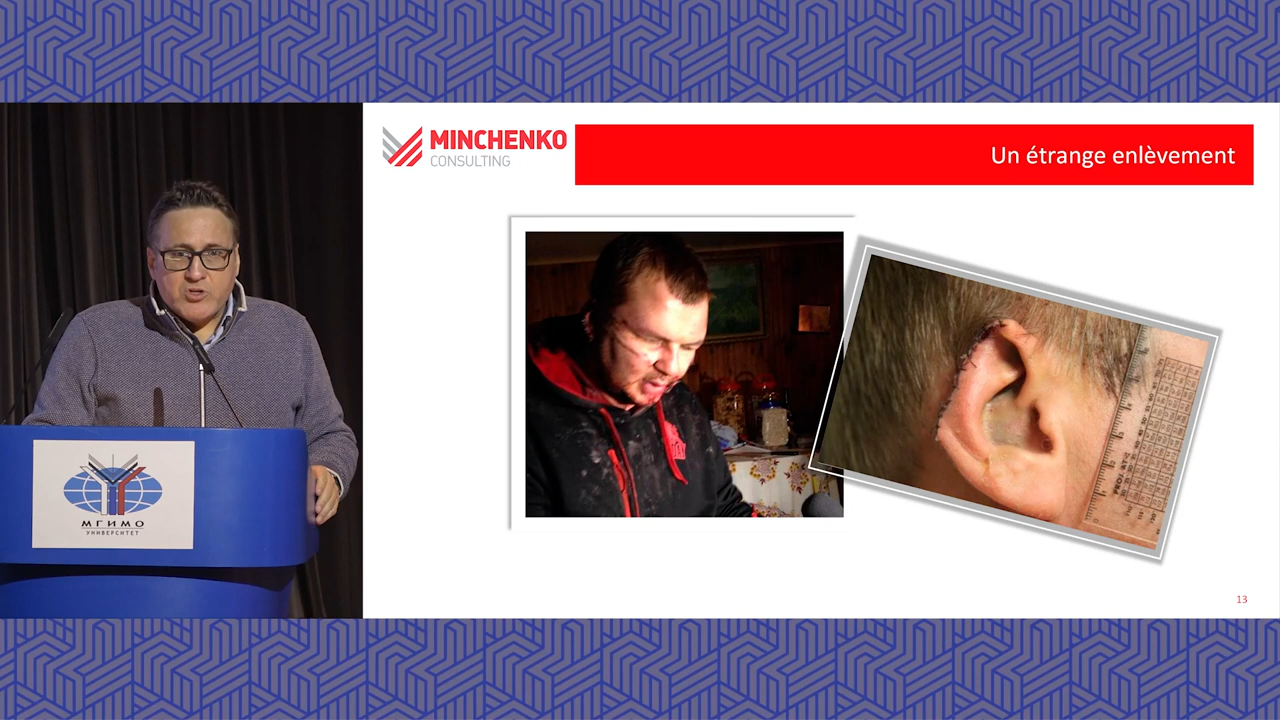 MINCHENKO
CONSULTING
Un étrange enlèvement
МГИМО
УНИВЕРСИТЕТ
13